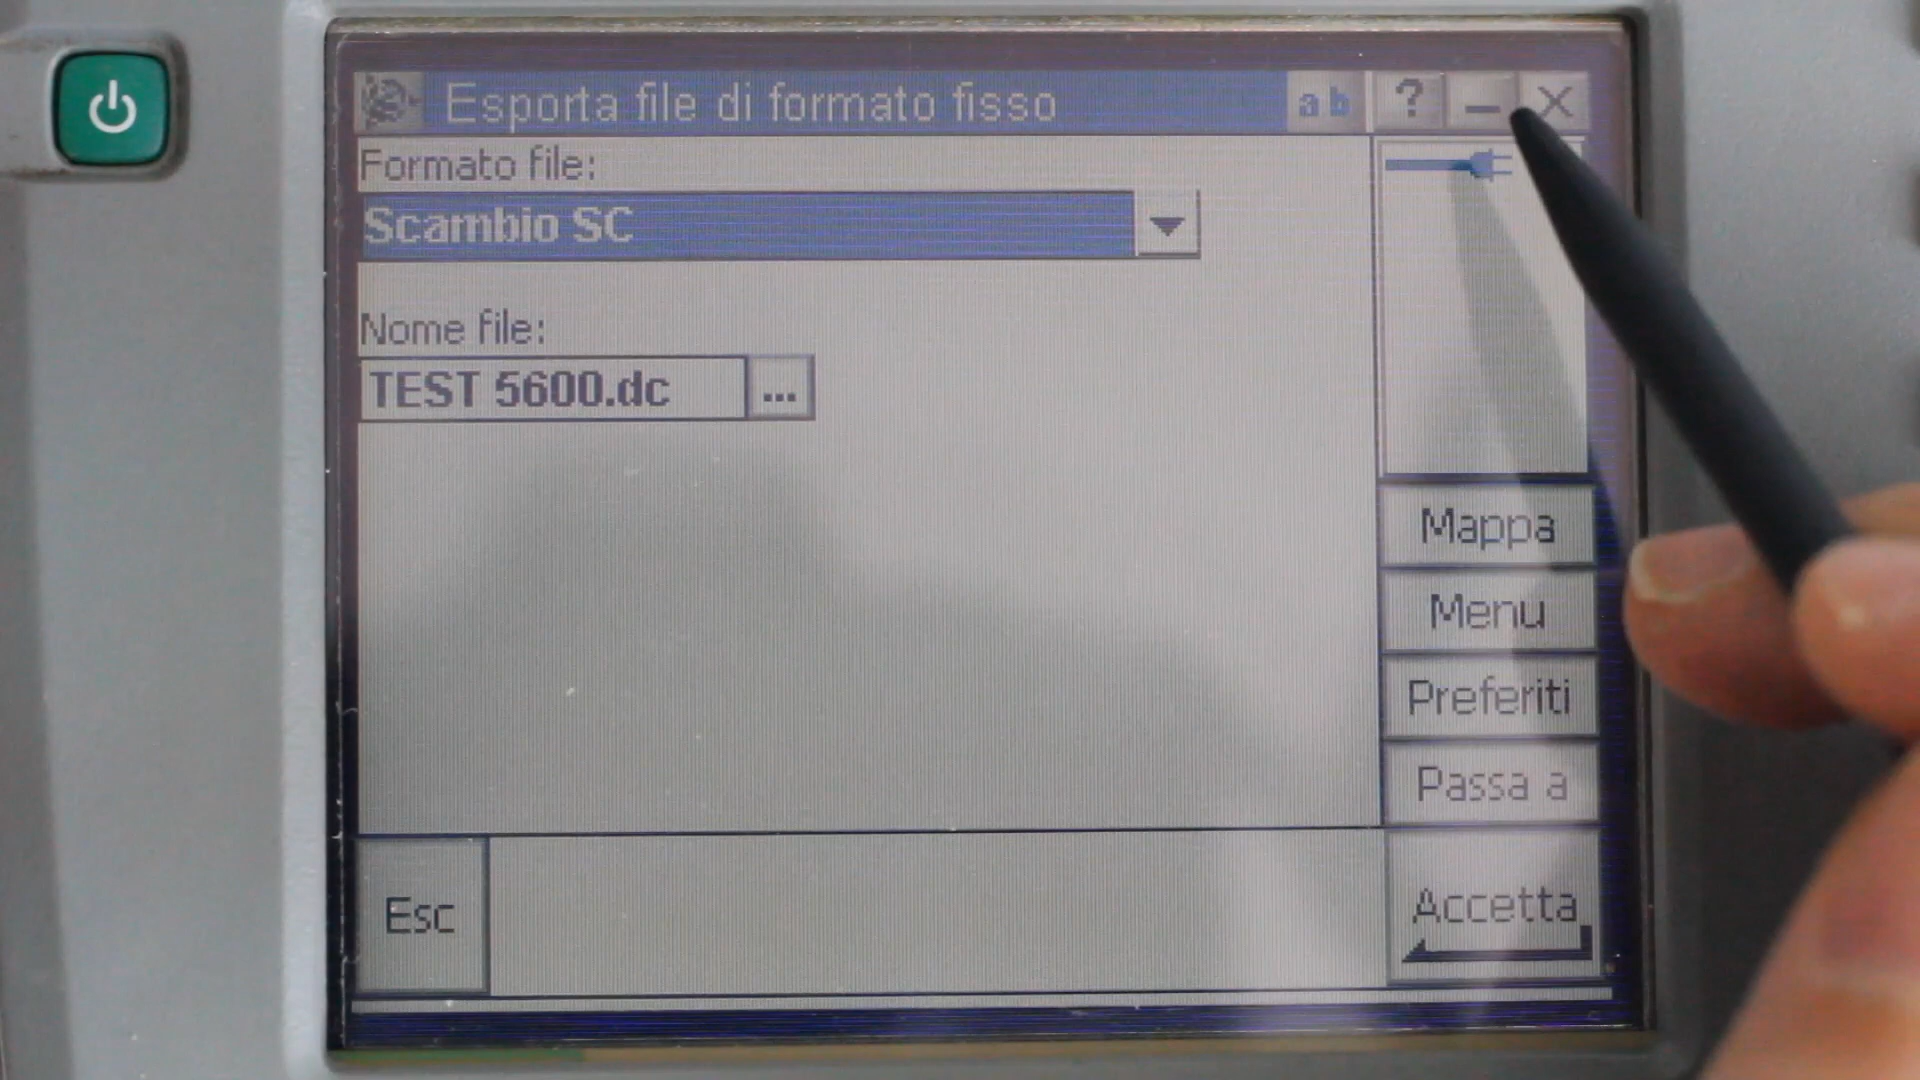 Esporta file di formato fisso
ab
?
Formato file:
Scambio SC
Nome file:
TEST 5600.dc
...
Mappa
Menu
Preferiti
Passa a
Esc
Accetta